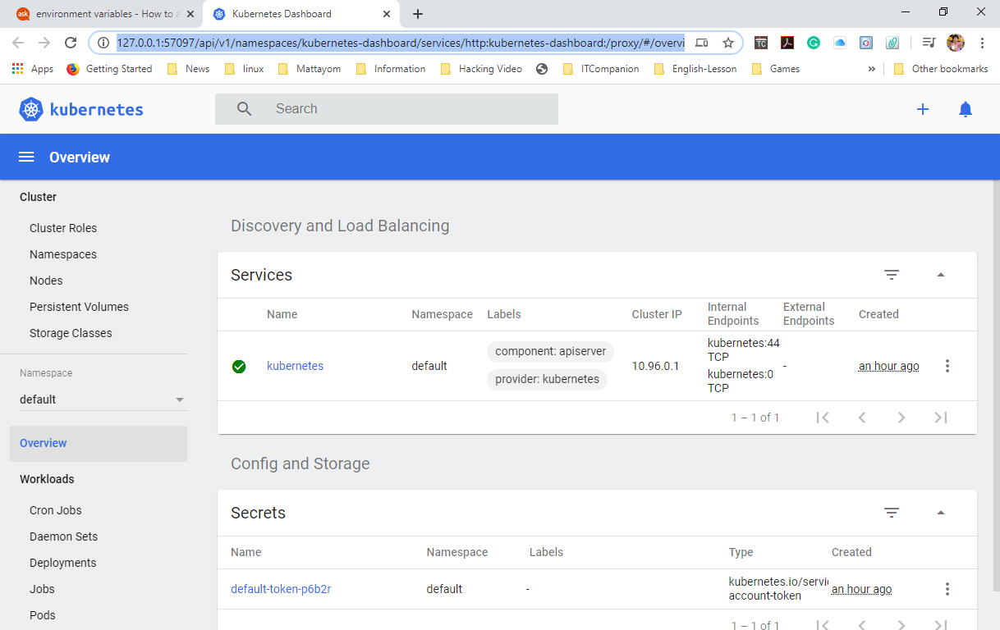 environment variables - How to a
Kubernetes Dashboard
127.0.0.1:57097/api/v1/namespaces/kubernetes-dashboard/services/http:kubernetes-dashboard:/proxy/#/overvi
TC
Apps
Getting Started
News
linux
Mattayom
Information
Hacking Video
ITCompanion
English-Lesson
Games
»
Other bookmarks
kubernetes
Search
Overview
Cluster
Cluster Roles
Namespaces
Nodes
Persistent Volumes
Storage Classes
Namespace
default
Overview
Workloads
Cron Jobs
Daemon Sets
Deployments
Jobs
Pods
Discovery and Load Balancing
Services
Name Namespace Labels Cluster IP Internal Endpoints External Endpoints Created
kubernetes default component: apiserver provider: kubernetes 10.96.0.1 kubernetes:44 TCP kubernetes:0 TCP - an hour ago
1 – 1 of 1
Config and Storage
Secrets
Name Namespace Labels Type Created
default-token-p6b2r default - kubernetes.io/servic account-token an hour ago
1 – 1 of 1